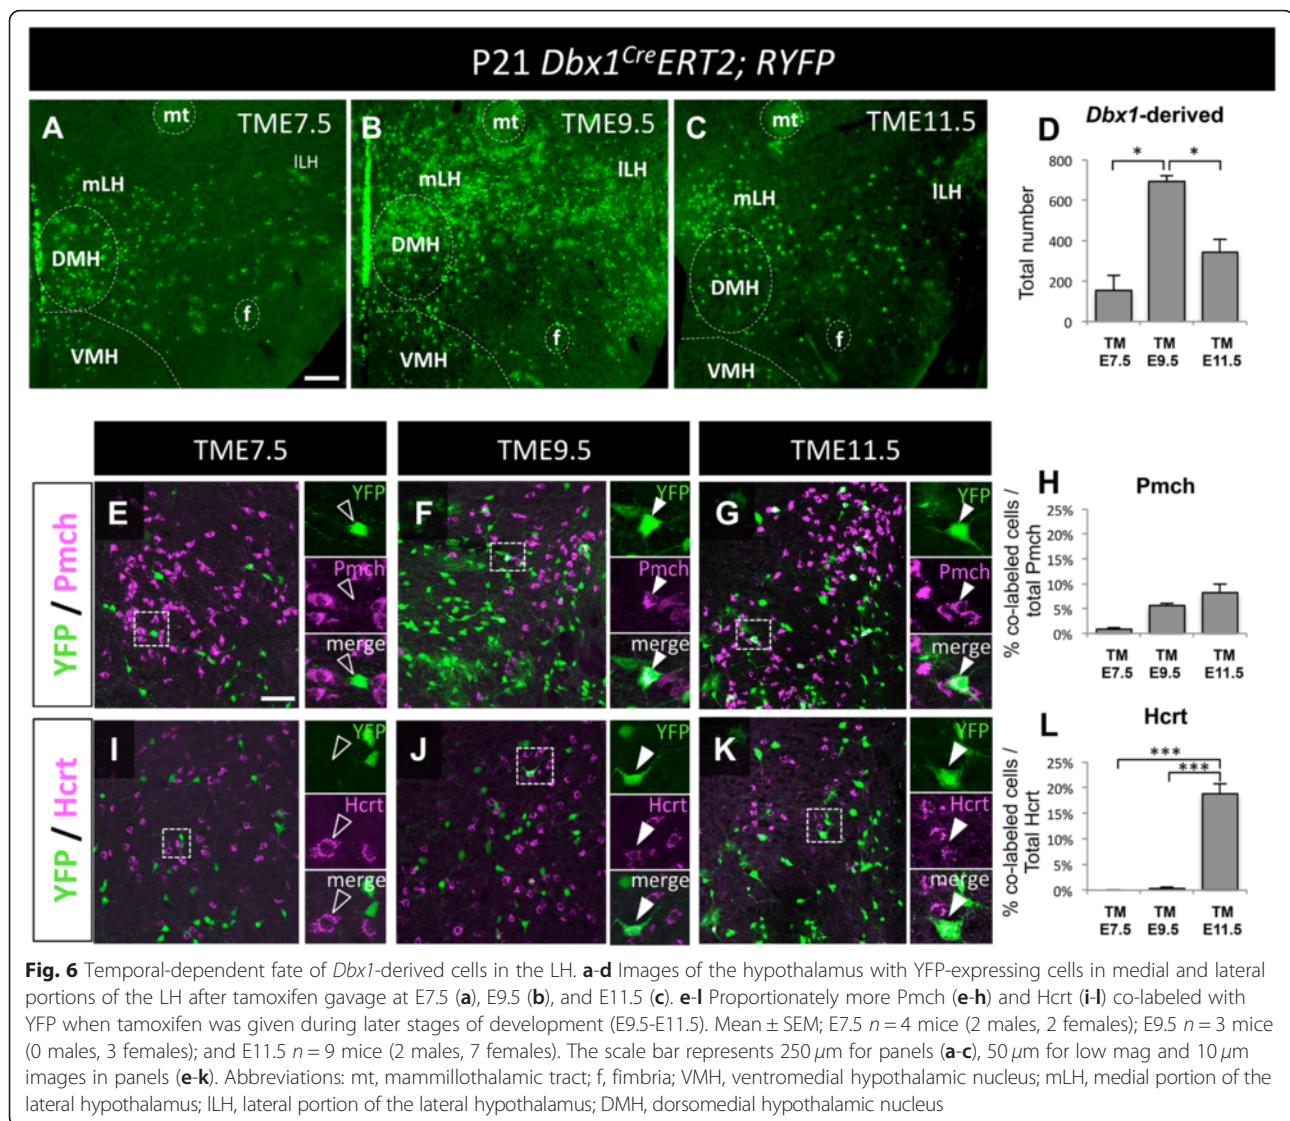 P21 Dbx1CreERT2; RYFP
A
TME7.5
mt
lLH
mLH
DMH
f
VMH
B
TME9.5
mt
lLH
mLH
DMH
f
VMH
C
TME11.5
mt
lLH
mLH
DMH
f
VMH
D
Dbx1-derived
* *
Total number
800
600
400
200
0
TM E7.5
TM E9.5
TM E11.5
TME7.5
TME9.5
TME11.5
YFP / Pmch
E
YFP
Pmch
merge
F
YFP
Pmch
merge
G
YFP
Pmch
merge
H
Pmch
% co-labeled cells /
total Pmch
25%
20%
15%
10%
5%
0%
TM E7.5
TM E9.5
TM E11.5
YFP / Hcrt
I
YFP
Hcrt
merge
J
YFP
Hcrt
merge
K
YFP
Hcrt
merge
L
Hcrt
***
***
% co-labeled cells /
Total Hcrt
25%
20%
15%
10%
5%
0%
TM E7.5
TM E9.5
TM E11.5
Fig. 6 Temporal-dependent fate of Dbx1-derived cells in the LH. a-d Images of the hypothalamus with YFP-expressing cells in medial and lateral
portions of the LH after tamoxifen gavage at E7.5 (a), E9.5 (b), and E11.5 (c). e-l Proportionately more Pmch (e-h) and Hcrt (i-l) co-labeled with
YFP when tamoxifen was given during later stages of development (E9.5-E11.5). Mean ± SEM; E7.5 n = 4 mice (2 males, 2 females); E9.5 n = 3 mice
(0 males, 3 females); and E11.5 n = 9 mice (2 males, 7 females). The scale bar represents 250 μm for panels (a-c), 50 μm for low mag and 10 μm
images in panels (e-k). Abbreviations: mt, mammillothalamic tract; f, fimbria; VMH, ventromedial hypothalamic nucleus; mLH, medial portion of the
lateral hypothalamus; lLH, lateral portion of the lateral hypothalamus; DMH, dorsomedial hypothalamic nucleus